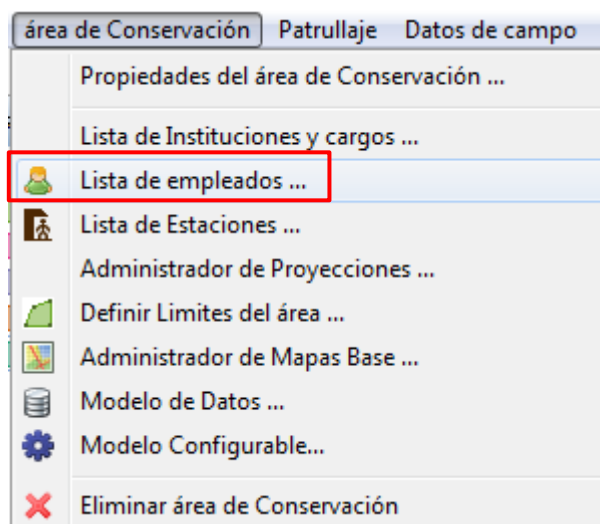 área de Conservación Patrullaje Datos de campo
Propiedades del área de Conservación ...
Lista de Instituciones y cargos ...
Lista de empleados ...
Lista de Estaciones ...
Administrador de Proyecciones ...
Definir Limites del área ...
Administrador de Mapas Base ...
Modelo de Datos ...
Modelo Configurable...
Eliminar área de Conservación